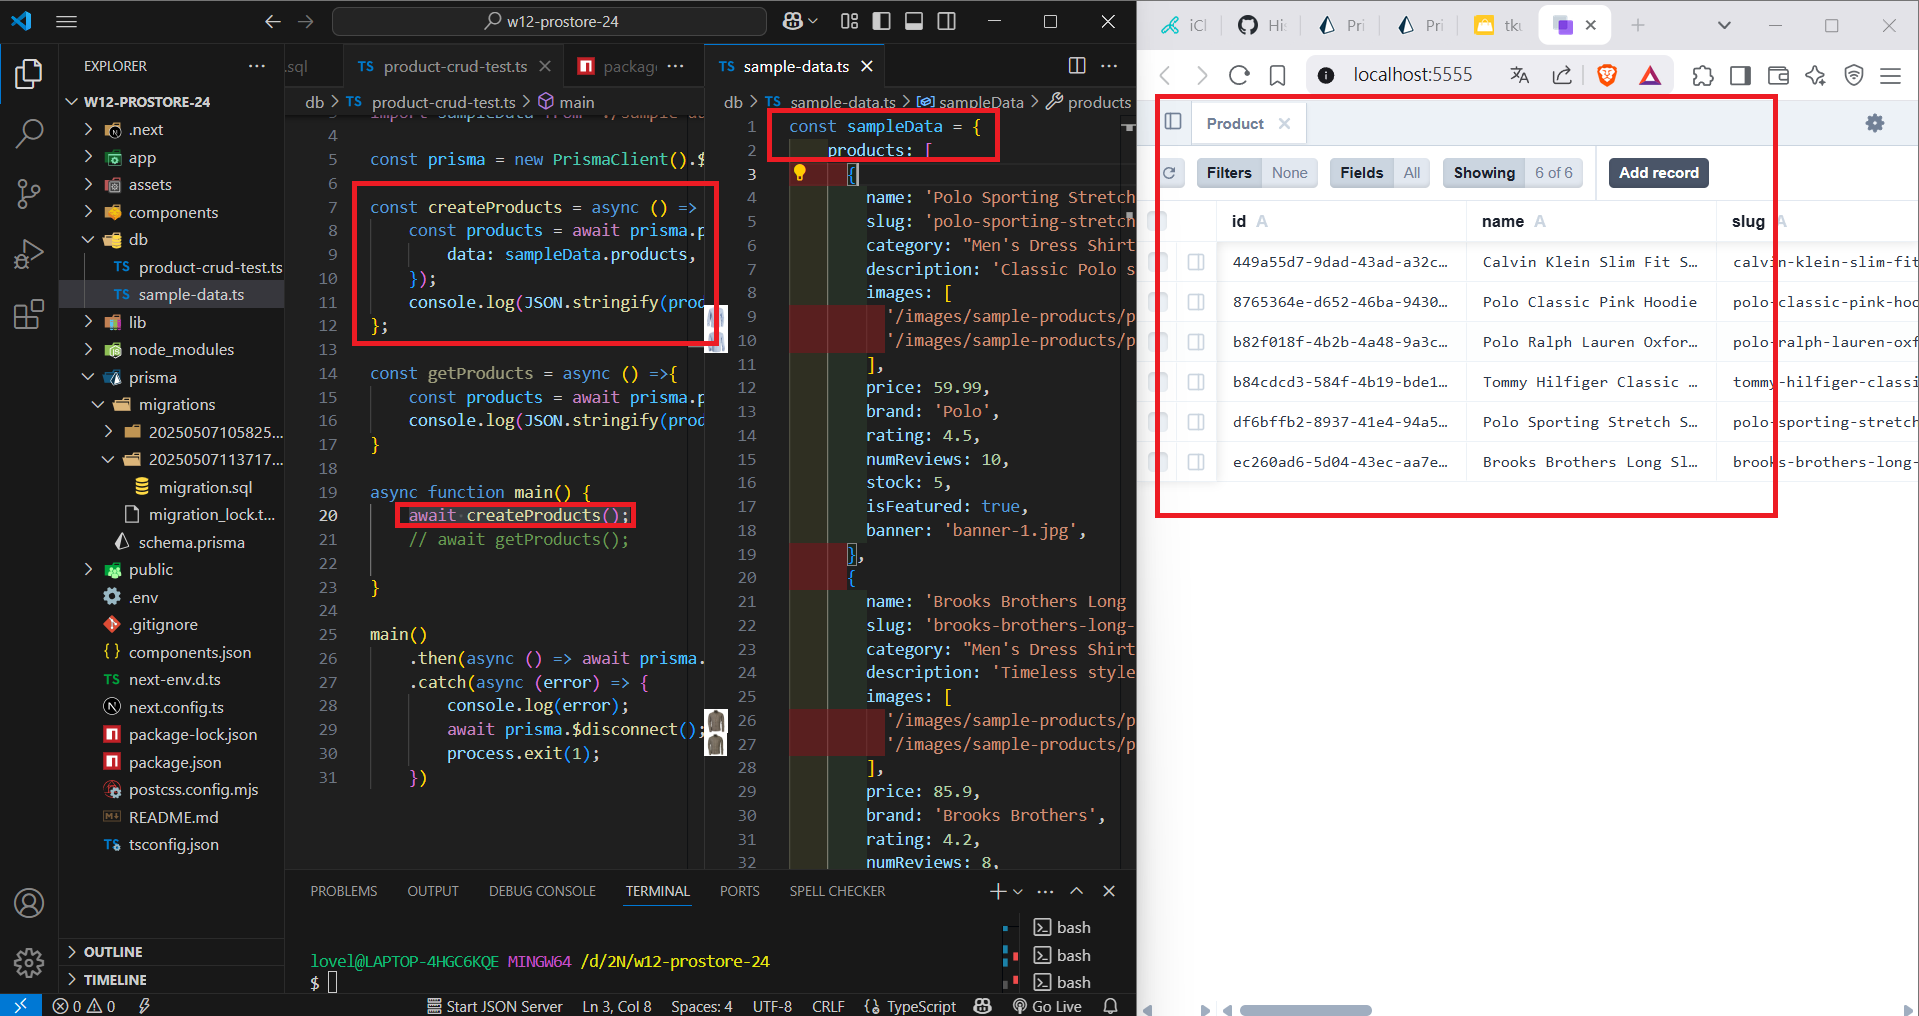 w12-prostore-24
EXPLORER
W12-PROSTORE-24
.next
app
assets
components
db
TS product-crud-test.ts
TS sample-data.ts
lib
node_modules
prisma
migrations
20250507105825...
20250507113717...
migration.sql
migration_lock.t...
schema.prisma
public
.env
.gitignore
components.json
TS next-env.d.ts
next.config.ts
package-lock.json
package.json
postcss.config.mjs
README.md
TS tsconfig.json
OUTLINE
TIMELINE
.sql
TS product-crud-test.ts
packag
db > TS product-crud-test.ts > main
4
5 const prisma = new PrismaClient().$
6
7 const createProducts = async () =>
8 const products = await prisma.p
9 data: sampleData.products,
10 });
11 console.log(JSON.stringify(proc
12 };
13
14 const getProducts = async () =>{
15 const products = await prisma.p
16 console.log(JSON.stringify(proc
17 }
18
19 async function main() {
20 await createProducts();
21 // await getProducts();
22
23 }
24
25 main()
26 .then(async () => await prisma.
27 .catch(async (error) => {
28 console.log(error);
29 await prisma.$disconnect();
30 process.exit(1);
31 })
TS sample-data.ts
db > TS sample-data.ts > sampleData > products
1 const sampleData = {
2 products: [
3 {
4 name: 'Polo Sporting Stretch
5 slug: 'polo-sporting-stretch
6 category: "Men's Dress Shirt
7 description: 'Classic Polo s
8 images: [
9 '/images/sample-products/p
10 '/images/sample-products/p
11 ],
12 price: 59.99,
13 brand: 'Polo',
14 rating: 4.5,
15 numReviews: 10,
16 stock: 5,
17 isFeatured: true,
18 banner: 'banner-1.jpg',
19 },
20 {
21 name: 'Brooks Brothers Long
22 slug: 'brooks-brothers-long-
23 category: "Men's Dress Shirt
24 description: 'Timeless style
25 images: [
26 '/images/sample-products/p
27 '/images/sample-products/p
28 ],
29 price: 85.9,
30 brand: 'Brooks Brothers',
31 rating: 4.2,
32 numReviews: 8,
PROBLEMS OUTPUT DEBUG CONSOLE TERMINAL PORTS SPELL CHECKER
lovel@LAPTOP-4HGC6KQE MINGW64 /d/2N/w12-prostore-24
$
bash
bash
bash
0 0 Start JSON Server Ln 3, Col 8 Spaces: 4 UTF-8 CRLF {} TypeScript Go Live
iCl His Pri Pri tku
localhost:5555
Product
Filters None Fields All Showing 6 of 6 Add record
id A name A slug A
449a55d7-9dad-43ad-a32c… Calvin Klein Slim Fit S… calvin-klein-slim-fit
8765364e-d652-46ba-9430… Polo Classic Pink Hoodie polo-classic-pink-hoo
b82f018f-4b2b-4a48-9a3c… Polo Ralph Lauren Oxfor… polo-ralph-lauren-oxf
b84cdcd3-584f-4b19-bde1… Tommy Hilfiger Classic … tommy-hilfiger-classi
df6bffb2-8937-41e4-94a5… Polo Sporting Stretch S… polo-sporting-stretch
ec260ad6-5d04-43ec-aa7e… Brooks Brothers Long Sl… brooks-brothers-long-